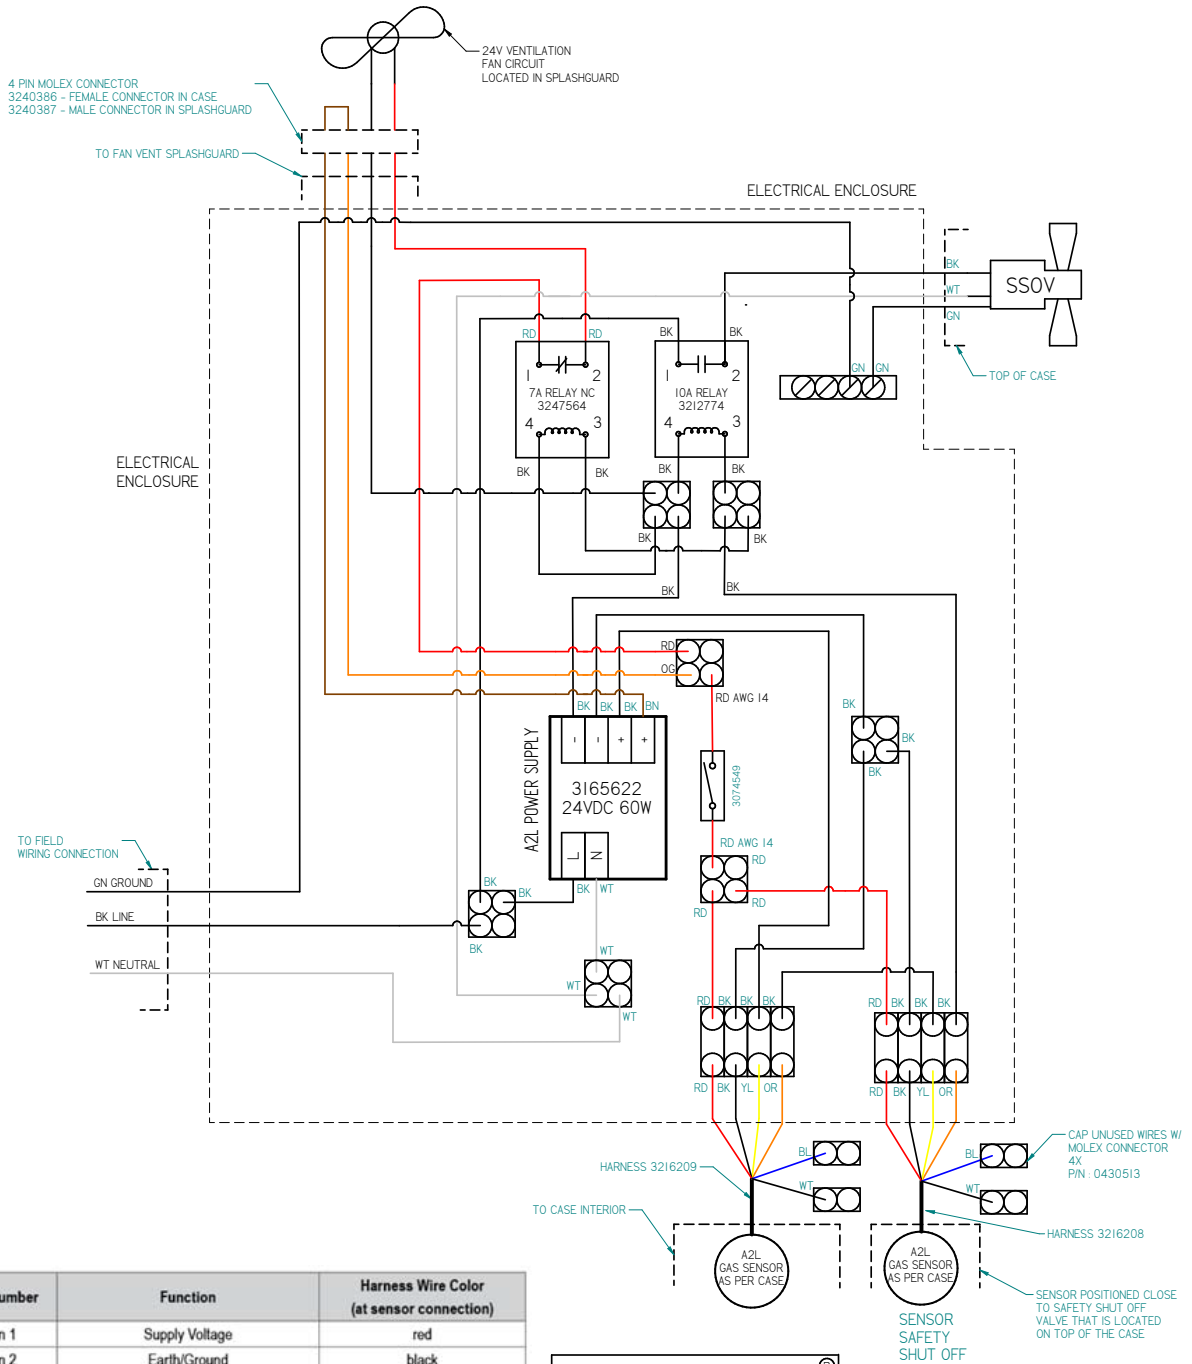 24V VENTILATION
FAN CIRCUIT
LOCATED IN SPLASHGUARD
4 PIN MOLEX CONNECTOR
3240386 - FEMALE CONNECTOR IN CASE
3240387 - MALE CONNECTOR IN SPLASHGUARD
TO FAN VENT SPLASHGUARD
ELECTRICAL ENCLOSURE
BK
WT
GN
SSOV
TOP OF CASE
RD
RD
BK
BK
1
2
7A RELAY NC
3247564
4
3
1
2
10A RELAY
3212774
4
3
GN
GN
ELECTRICAL
ENCLOSURE
BK
BK
BK
BK
BK
BK
BK
BK
RD
OG
RD AWG 14
BK
BK
BK
BN
-
-
+
+
A2L POWER SUPPLY
3165622
24VDC 60W
L
N
3074549
BK
BK
BK
RD AWG 14
RD
RD
RD
TO FIELD
WIRING CONNECTION
GN GROUND
BK LINE
WT NEUTRAL
BK
BK
BK
BK
WT
WT
WT
WT
RD
BK
BK
BK
RD
BK
BK
BK
RD
BK
YL
OR
RD
BK
YL
OR
BL
WT
BL
WT
CAP UNUSED WIRES W/
MOLEX CONNECTOR
4X
P/N : 0430513
HARNESS 3216209
TO CASE INTERIOR
HARNESS 3216208
A2L
GAS SENSOR
AS PER CASE
A2L
GAS SENSOR
AS PER CASE
SENSOR POSITIONED CLOSE
TO SAFETY SHUT OFF
VALVE THAT IS LOCATED
ON TOP OF THE CASE
SENSOR
SAFETY
SHUT OFF
umber
Function
Harness Wire Color
(at sensor connection)
n 1
Supply Voltage
red
n 2
Earth/Ground
black